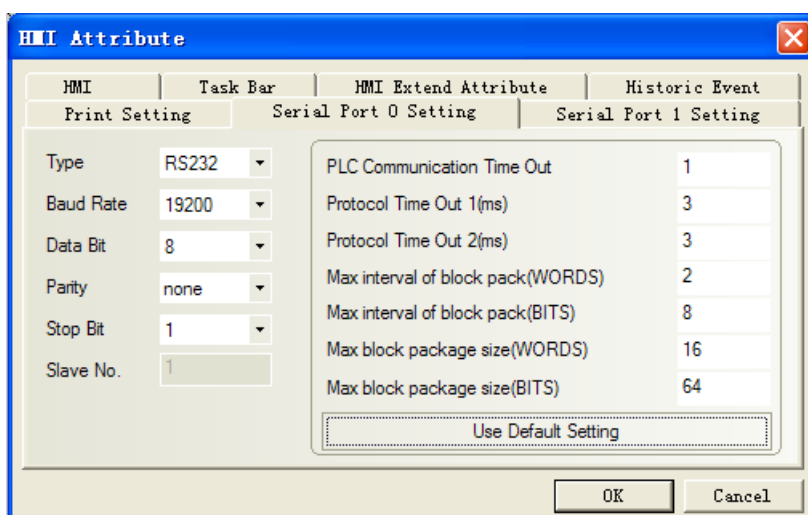 HMI Attribute
HMI Task Bar HMI Extend Attribute Historic Event
Print Setting Serial Port 0 Setting Serial Port 1 Setting
Type RS232
Baud Rate 19200
Data Bit 8
Parity none
Stop Bit 1
Slave No. 1
PLC Communication Time Out 1
Protocol Time Out 1(ms) 3
Protocol Time Out 2(ms) 3
Max interval of block pack(WORDS) 2
Max interval of block pack(BITS) 8
Max block package size(WORDS) 16
Max block package size(BITS) 64
Use Default Setting
OK Cancel